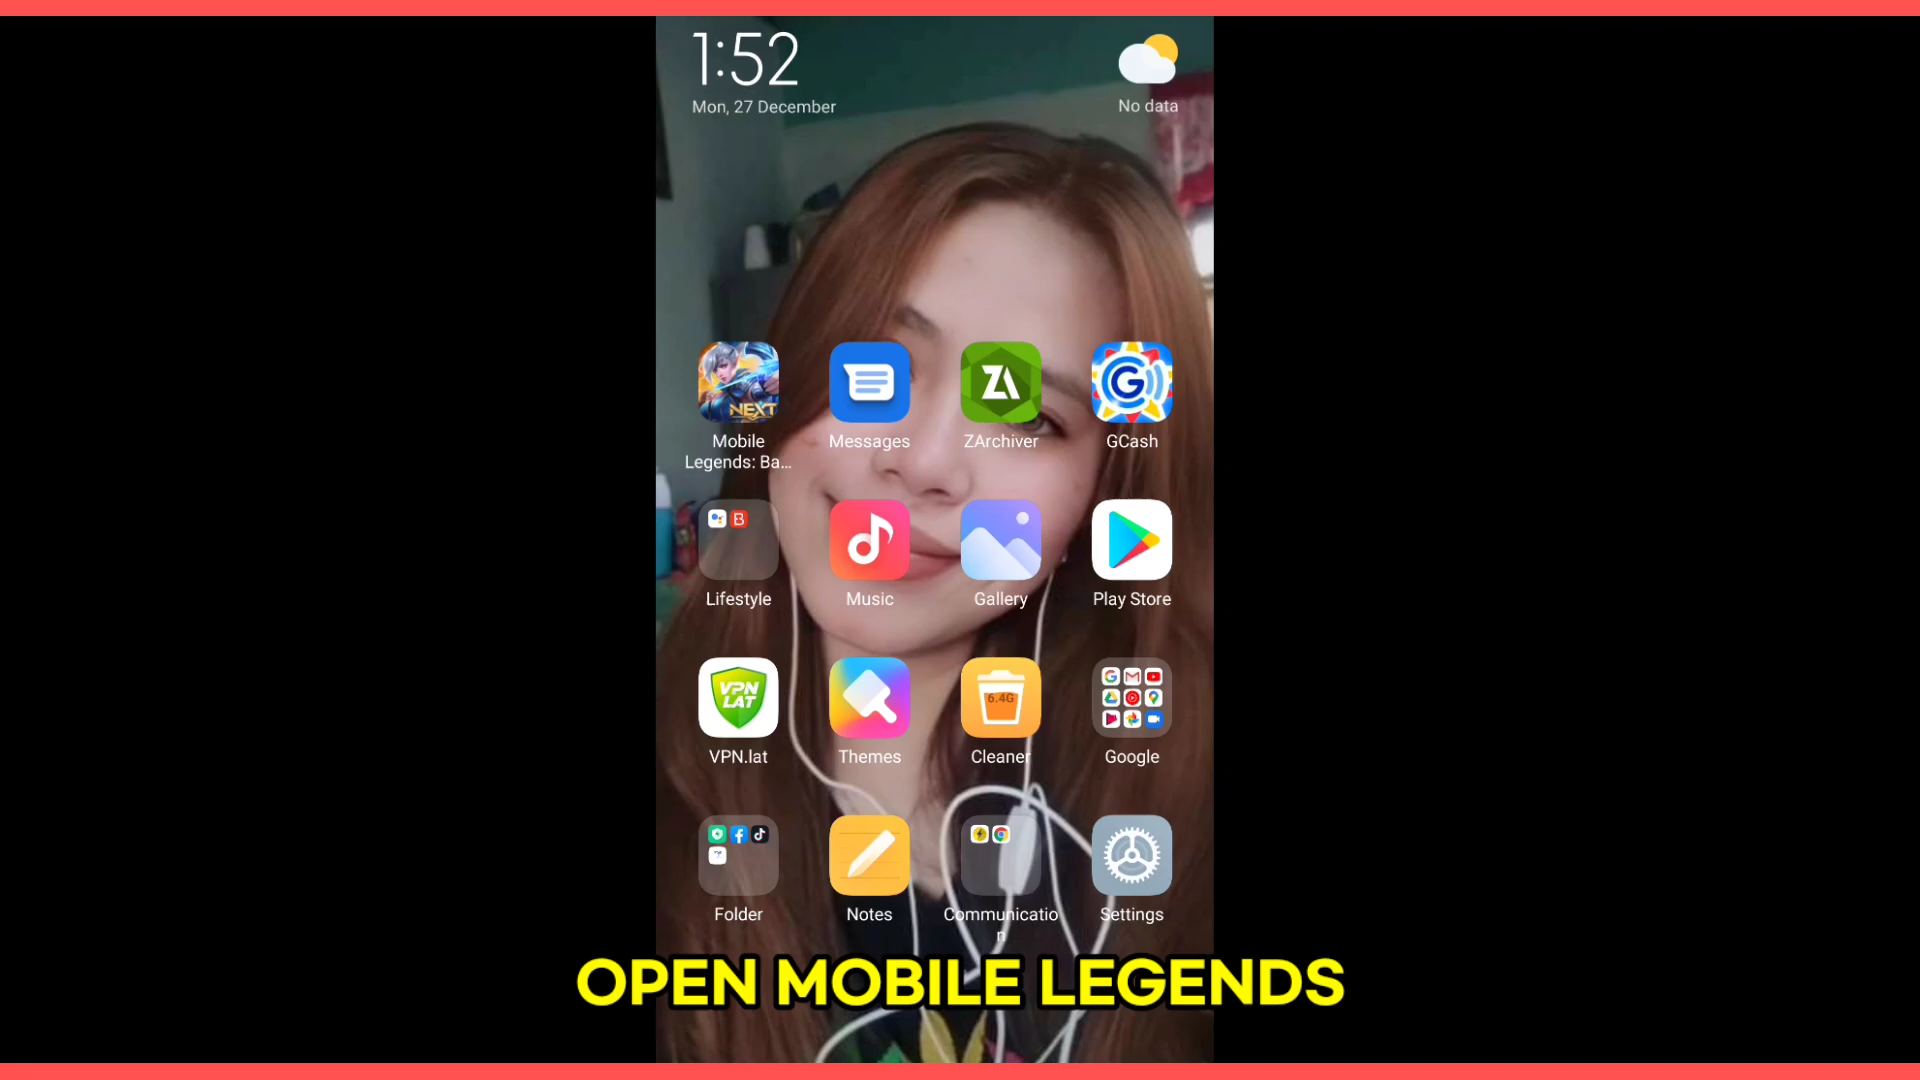 1:52
Mon, 27 December
No data
NEXT
Mobile
Legends: Ba...
Messages
ZA
ZArchiver
G
GCash
B
Lifestyle
Music
Gallery
Play Store
VPN
LAT
VPN.lat
Themes
6.4G
Cleaner
Google
Folder
Notes
Communicatio
n
Settings
OPEN MOBILE LEGENDS